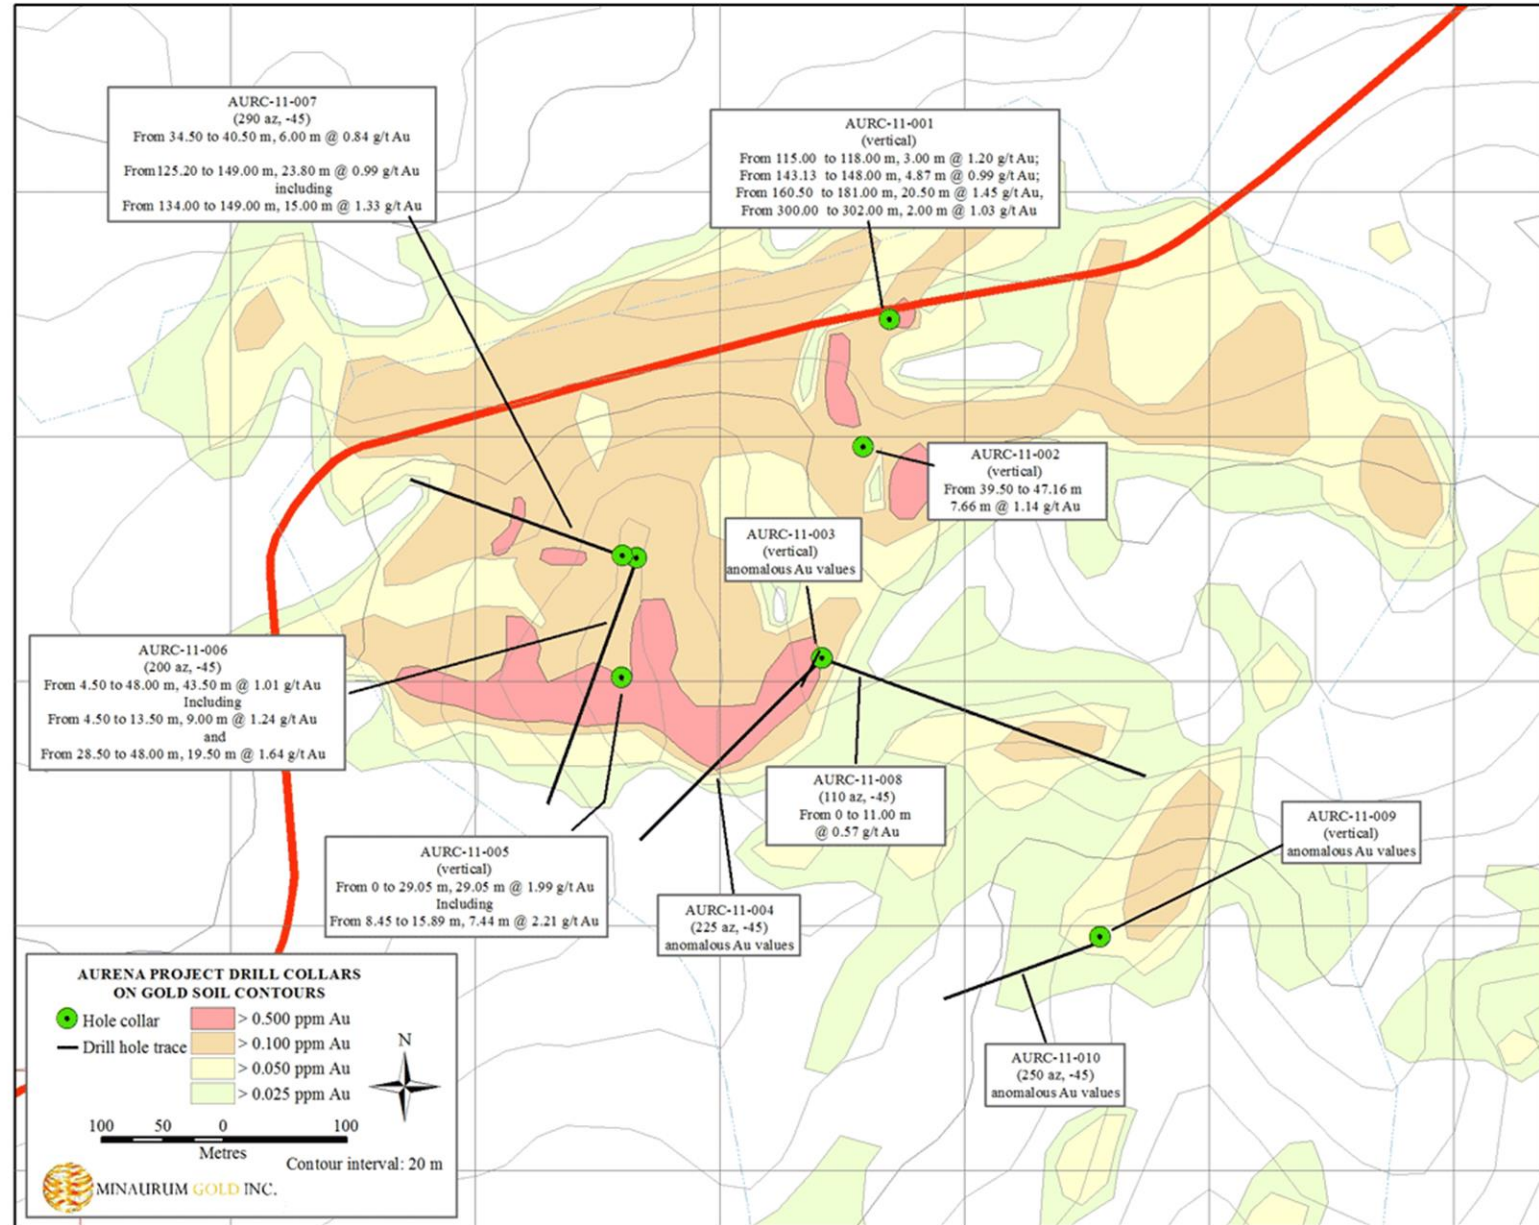 AURC-11-007
(290 az, -45)
From 34.50 to 40.50 m, 6.00 m @ 0.84 g/t Au
From125.20 to 149.00 m, 23.80 m @ 0.99 g/t Au
including
From 134.00 to 149.00 m, 15.00 m @ 1.33 g/t Au
AURC-11-001
(vertical)
From 115.00 to 118.00 m, 3.00 m @ 1.20 g/t Au;
From 143.13 to 148.00 m, 4.87 m @ 0.99 g/t Au;
From 160.50 to 181.00 m, 20.50 m @ 1.45 g/t Au,
From 300.00 to 302.00 m, 2.00 m @ 1.03 g/t Au
AURC-11-002
(vertical)
From 39.50 to 47.16 m
7.66 m @ 1.14 g/t Au
AURC-11-003
(vertical)
anomalous Au values
AURC-11-006
(200 az, -45)
From 4.50 to 48.00 m, 43.50 m @ 1.01 g/t Au
Including
From 4.50 to 13.50 m, 9.00 m @ 1.24 g/t Au
and
From 28.50 to 48.00 m, 19.50 m @ 1.64 g/t Au
AURC-11-008
(110 az, -45)
From 0 to 11.00 m
@ 0.57 g/t Au
AURC-11-009
(vertical)
anomalous Au values
AURC-11-005
(vertical)
From 0 to 29.05 m, 29.05 m @ 1.99 g/t Au
Including
From 8.45 to 15.89 m, 7.44 m @ 2.21 g/t Au
AURC-11-004
(225 az, -45)
anomalous Au values
AURC-11-010
(250 az, -45)
anomalous Au values
AURENA PROJECT DRILL COLLARS
ON GOLD SOIL CONTOURS
Hole collar
Drill hole trace
> 0.500 ppm Au
> 0.100 ppm Au
> 0.050 ppm Au
> 0.025 ppm Au
N
100 50 0 100
Metres
Contour interval: 20 m
MINAURUM GOLD INC.